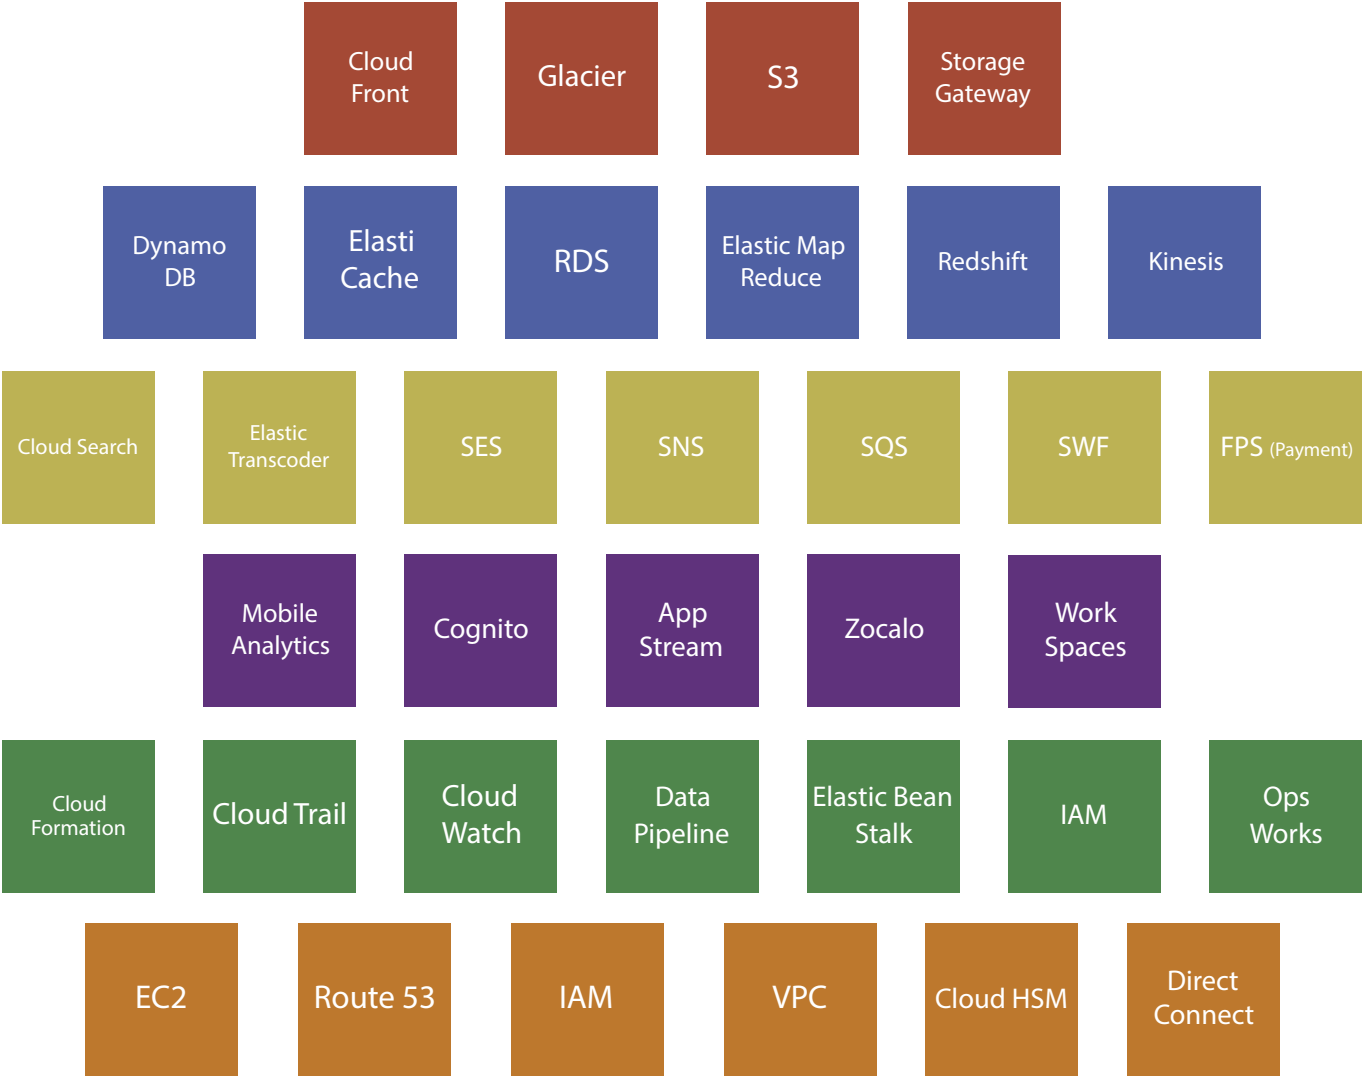 Cloud
Front
Glacier
S3
Storage
Gateway
Dynamo
DB
Elasti
Cache
RDS
Elastic Map
Reduce
Redshift
Kinesis
Cloud Search
Elastic
Transcoder
SES
SNS
SQS
SWF
FPS (Payment)
Mobile
Analytics
Cognito
App
Stream
Zocalo
Work
Spaces
Cloud
Formation
Cloud Trail
Cloud
Watch
Data
Pipeline
Elastic Bean
Stalk
IAM
Ops
Works
EC2
Route 53
IAM
VPC
Cloud HSM
Direct
Connect